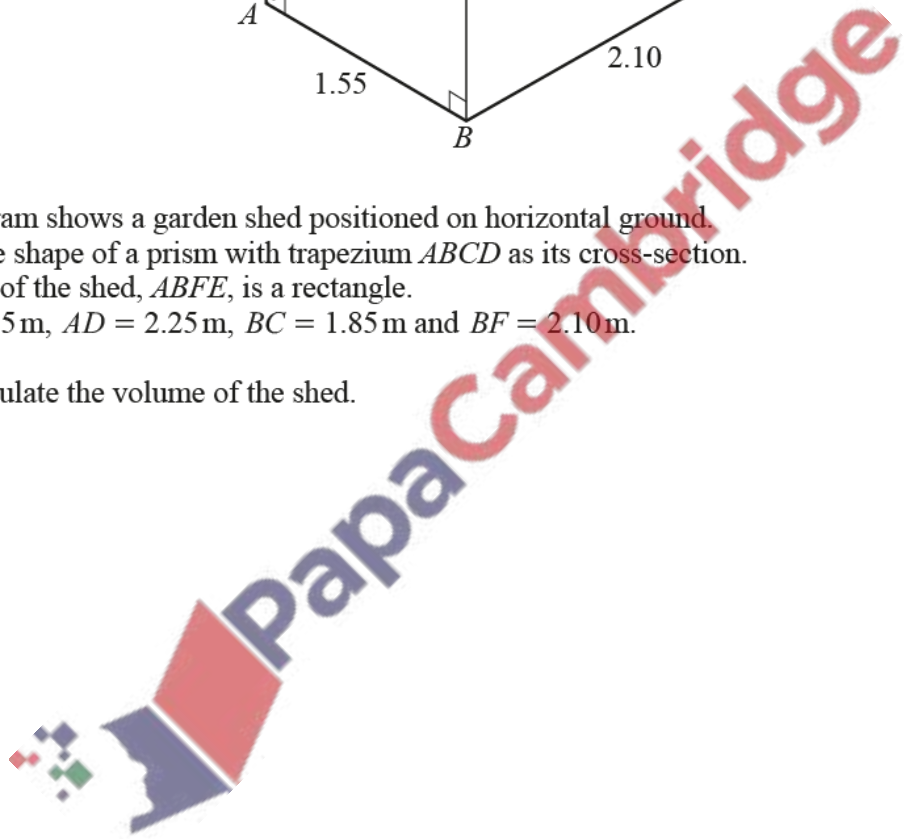 A
1.55
2.10
B
am shows a garden shed positioned on horizontal ground.
shape of a prism with trapezium ABCD as its cross-section.
of the shed, ABFE, is a rectangle.
5 m, AD = 2.25 m, BC = 1.85 m and BF = 2.10 m.
ulate the volume of the shed.
PapaCambridge